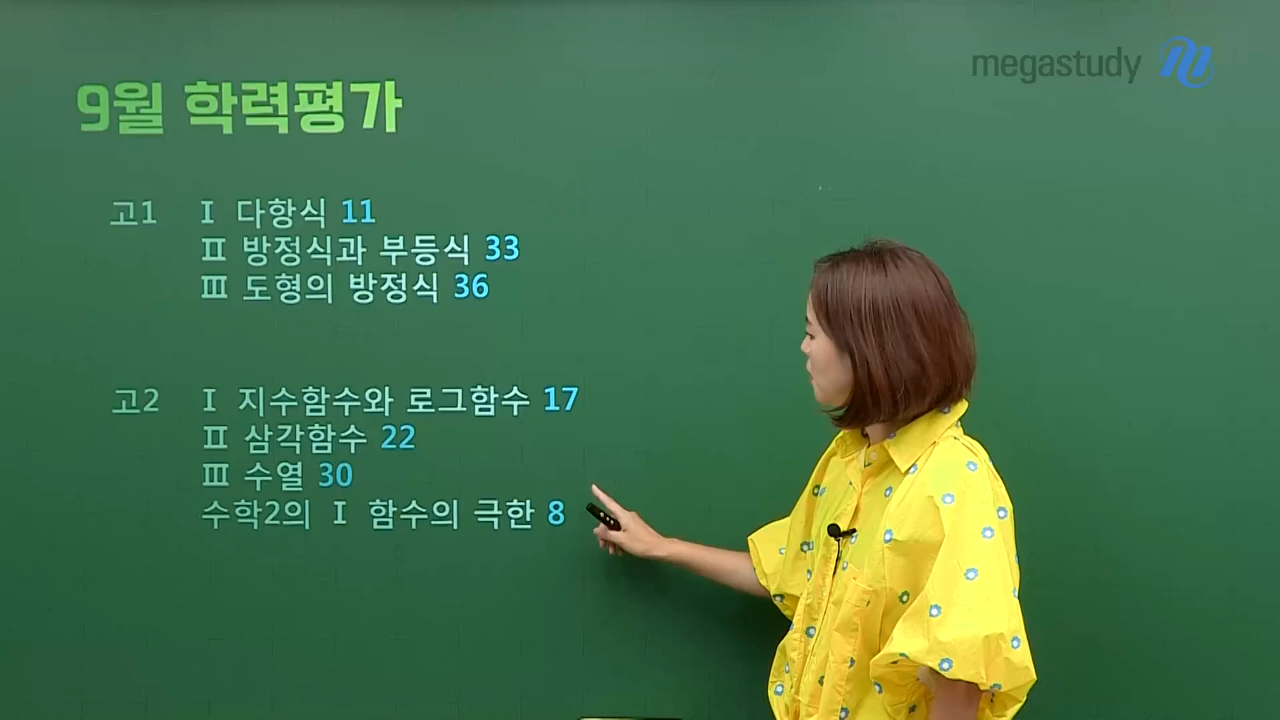 megastudy
9월 학력평가
고1 Ⅰ 다항식 11
Ⅱ 방정식과 부등식 33
Ⅲ 도형의 방정식 36
고2 Ⅰ 지수함수와 로그함수 17
Ⅱ 삼각함수 22
Ⅲ 수열 30
수학2의 Ⅰ 함수의 극한 8